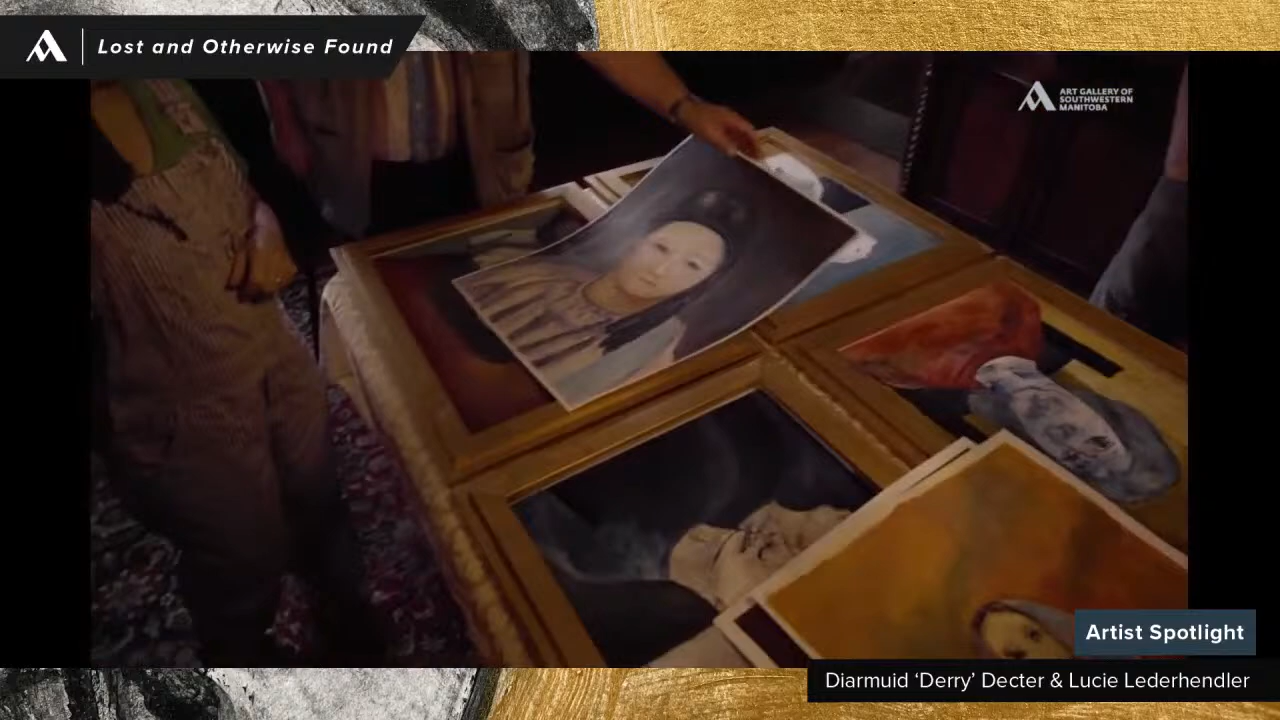 Lost and Otherwise Found
ART GALLERY OF
SOUTHWESTERN
MANITOBA
Artist Spotlight
Diarmuid ‘Derry’ Decter & Lucie Lederhendler